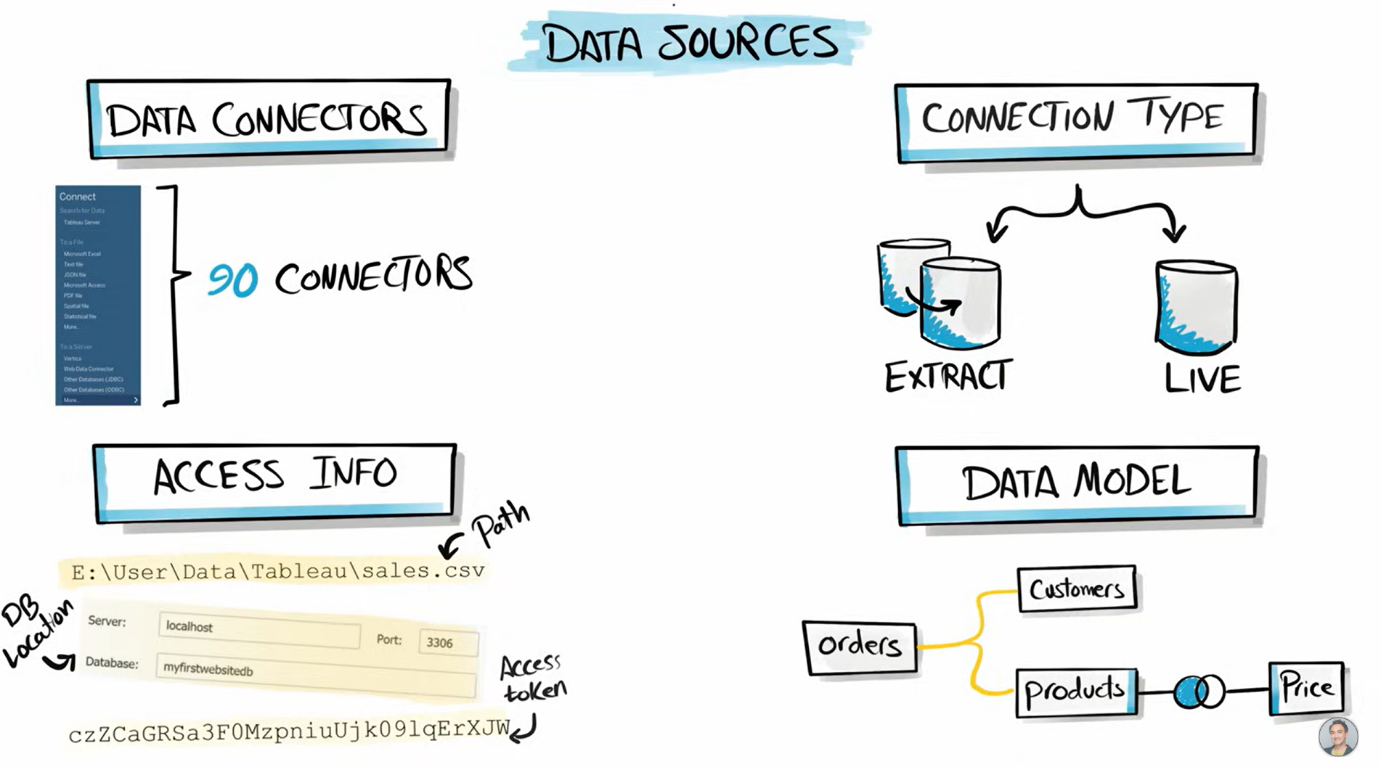 DATA SOURCES
DATA CONNECTORS
Connect
Search for Data
Tableau Server
To a File
Microsoft Excel
Text file
JSON file
Microsoft Access
PDF file
Spatial file
Statistical file
More...
To a Server
Vertica
Web Data Connector
Other Databases (JDBC)
Other Databases (ODBC)
More...
90 CONNECTORS
CONNECTION TYPE
EXTRACT
LIVE
ACCESS INFO
Path
E:\User\Data\Tableau\sales.csv
DB Location
Server: localhost Port: 3306
Database: myfirstwebsitedb
Access token
czZCaGRSa3F0MzpniuUjk09lqErXJW
DATA MODEL
orders
Customers
products
Price